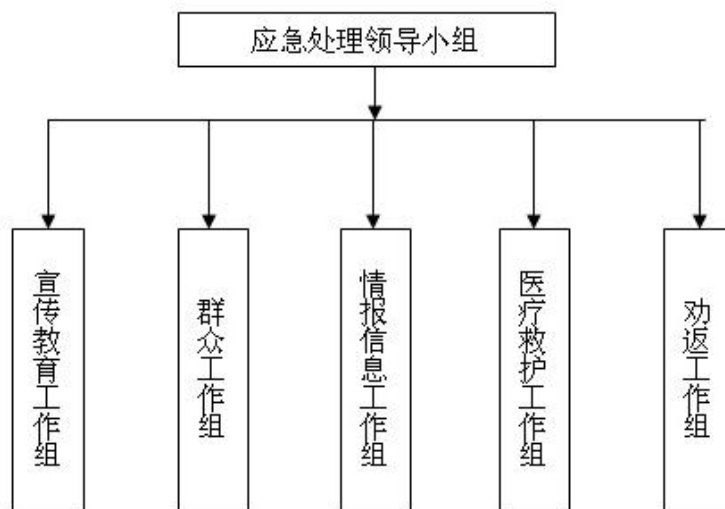 应急处理领导小组
宣传教育工作组
群众工作组
情报信息工作组
医疗救护工作组
劝返工作组